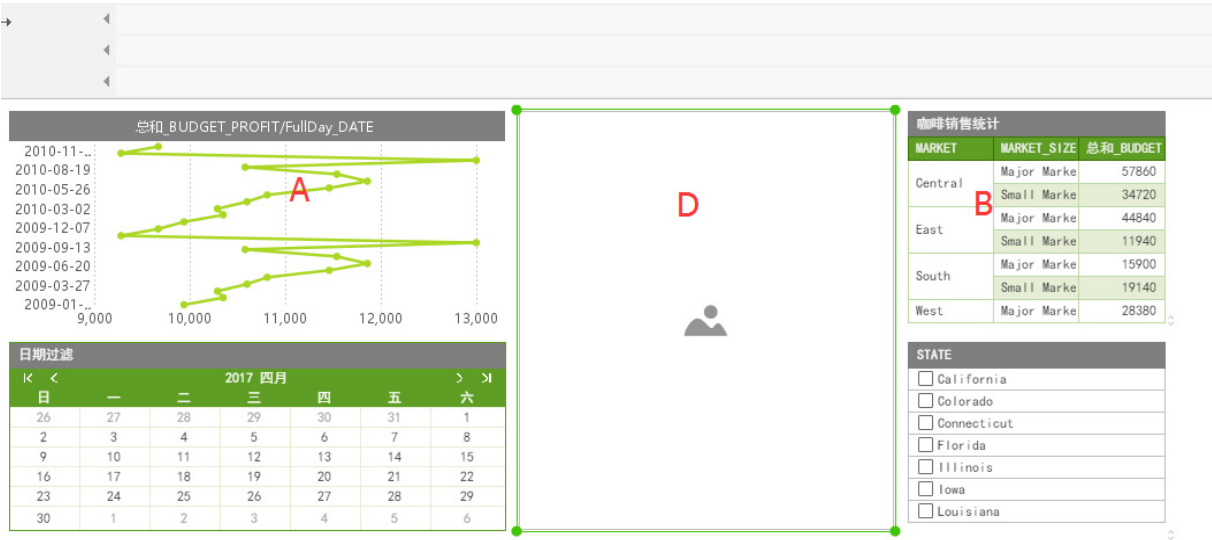 总和_BUDGET_PROFIT/FullDay_DATE
2010-11-..
2010-08-19
2010-05-26
2010-03-02
2009-12-07
2009-09-13
2009-06-20
2009-03-27
2009-01-..
9,000 10,000 11,000 12,000 13,000
A
D
咖啡销售统计
MARKET MARKET_SIZE 总和_BUDGET
Central Major Marke 57860
Small Marke 34720
B
East Major Marke 44840
Small Marke 11940
South Major Marke 15900
Small Marke 19140
West Major Marke 28380
日期过滤
2017 四月
日 一 二 三 四 五 六
26 27 28 29 30 31 1
2 3 4 5 6 7 8
9 10 11 12 13 14 15
16 17 18 19 20 21 22
23 24 25 26 27 28 29
30 1 2 3 4 5 6
STATE
California
Colorado
Connecticut
Florida
Illinois
Iowa
Louisiana